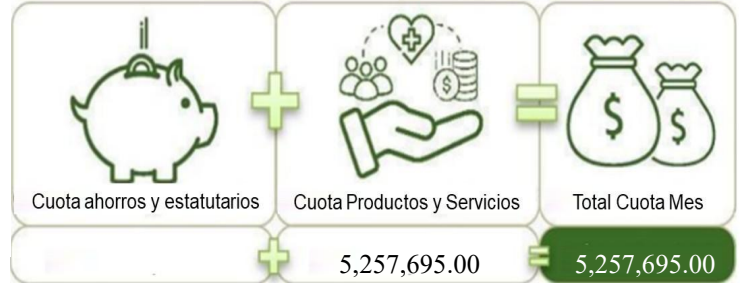 Cuota ahorros y estatutarios
Cuota Productos y Servicios
Total Cuota Mes
5,257,695.00
5,257,695.00